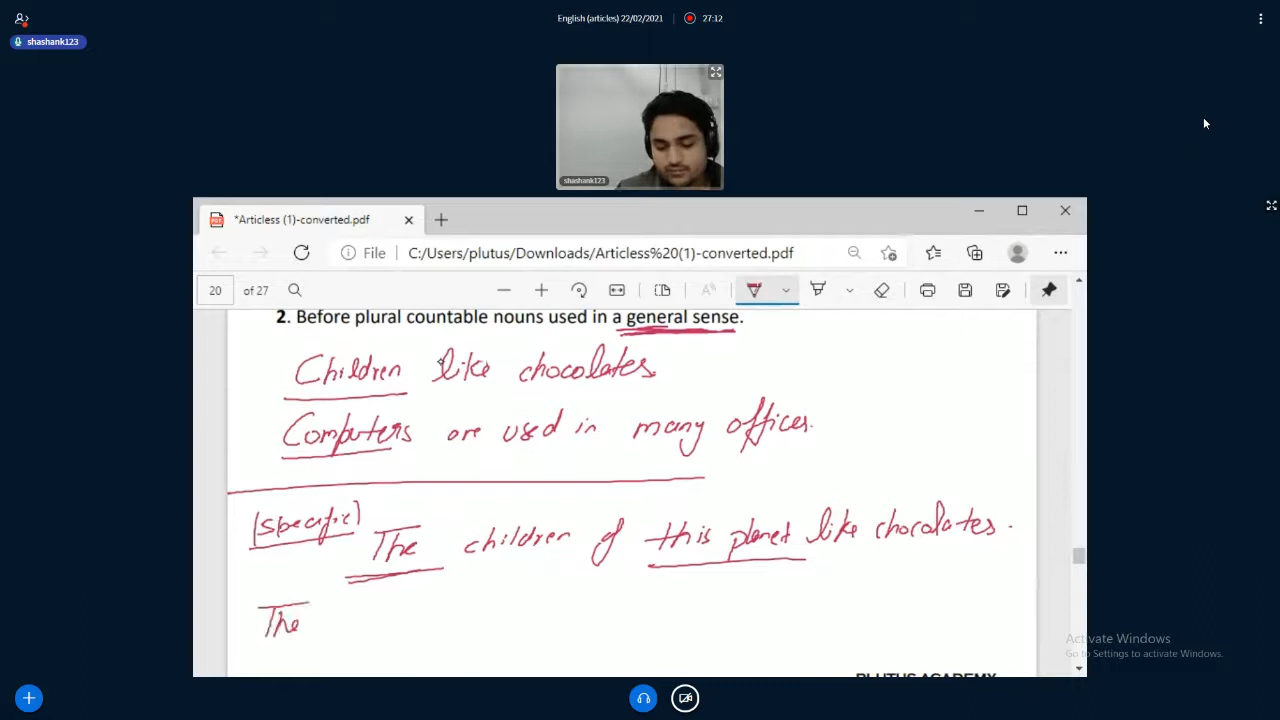 English (articles) 22/02/2021 27:12
shashank123
shashank123
*Articless (1)-converted.pdf
File C:/Users/plutus/Downloads/Articless%20(1)-converted.pdf
20 of 27
2. Before plural countable nouns used in a general sense.
Children like chocolates.
Computers are used in many offices.
(Specific) The children of this planet like chocolates.
The
PLUTUS ACADEMY
Activate Windows
Go to Settings to activate Windows.